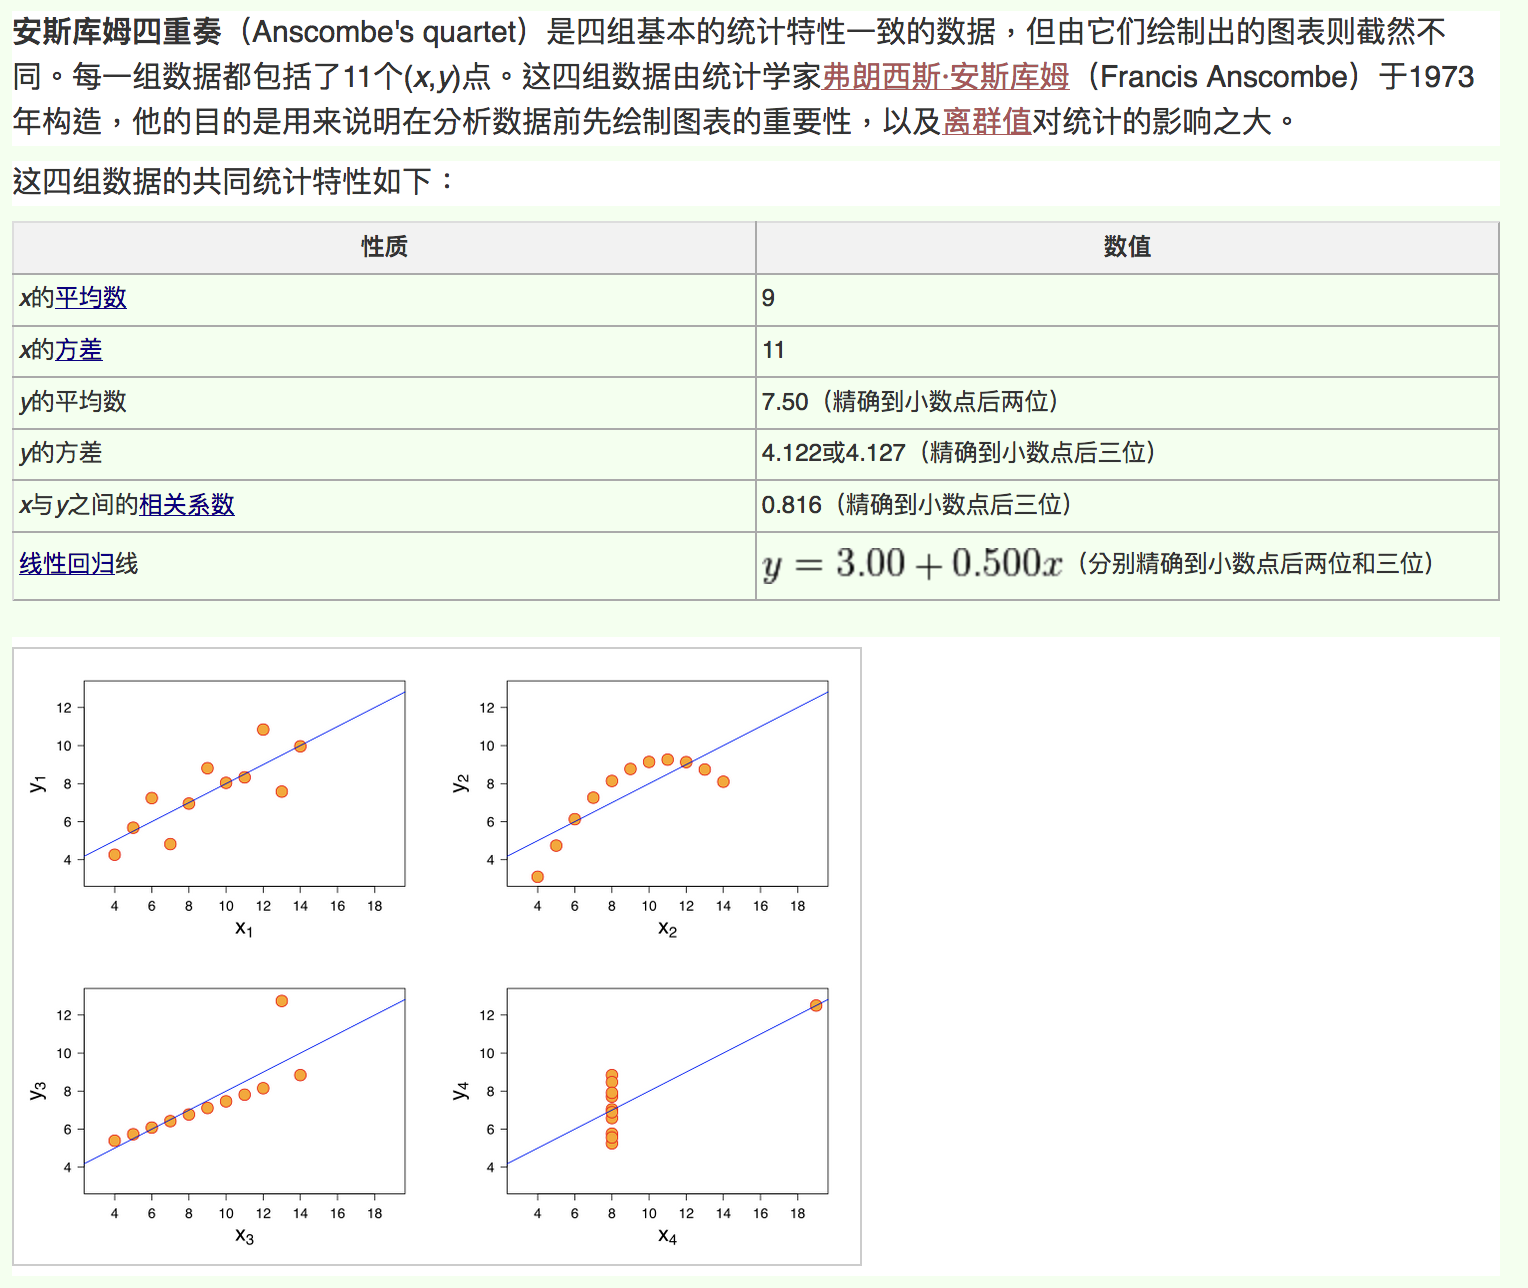 安斯库姆四重奏（Anscombe's quartet）是四组基本的统计特性一致的数据，但由它们绘制出的图表则截然不
同。每一组数据都包括了11个(x,y)点。这四组数据由统计学家弗朗西斯·安斯库姆（Francis Anscombe）于1973
年构造，他的目的是用来说明在分析数据前先绘制图表的重要性，以及离群值对统计的影响之大。
这四组数据的共同统计特性如下：
性质 数值
x的平均数 9
x的方差 11
y的平均数 7.50（精确到小数点后两位）
y的方差 4.122或4.127（精确到小数点后三位）
x与y之间的相关系数 0.816（精确到小数点后三位）
线性回归线 y = 3.00 + 0.500x（分别精确到小数点后两位和三位）
12
10
8
6
4
y₁
4 6 8 10 12 14 16 18
x₁
12
10
8
6
4
y₂
4 6 8 10 12 14 16 18
x₂
12
10
8
6
4
y₃
4 6 8 10 12 14 16 18
x₃
12
10
8
6
4
y₄
4 6 8 10 12 14 16 18
x₄